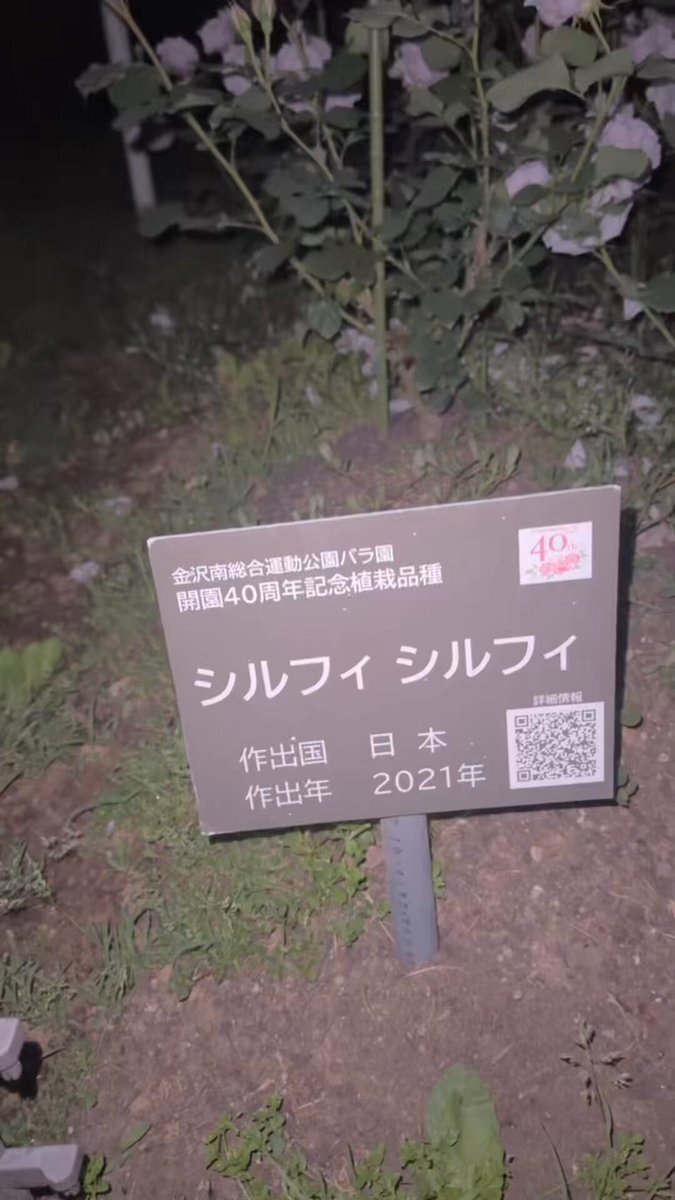 金沢南総合運動公園バラ園
開園40周年記念植栽品種
40th
シルフィ シルフィ
詳細情報
作出国 日本
作出年 2021年